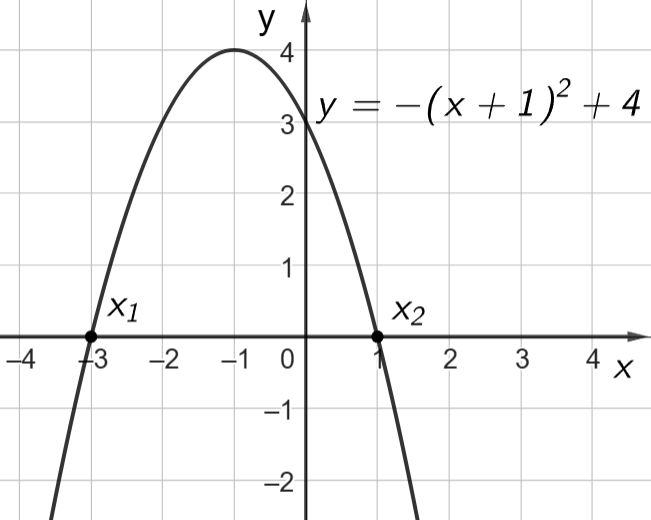 y
4
y = −(x + 1)² + 4
3
2
1
x₁
x₂
–4 –3 –2 –1 0 1 2 3 4 x
–1
–2